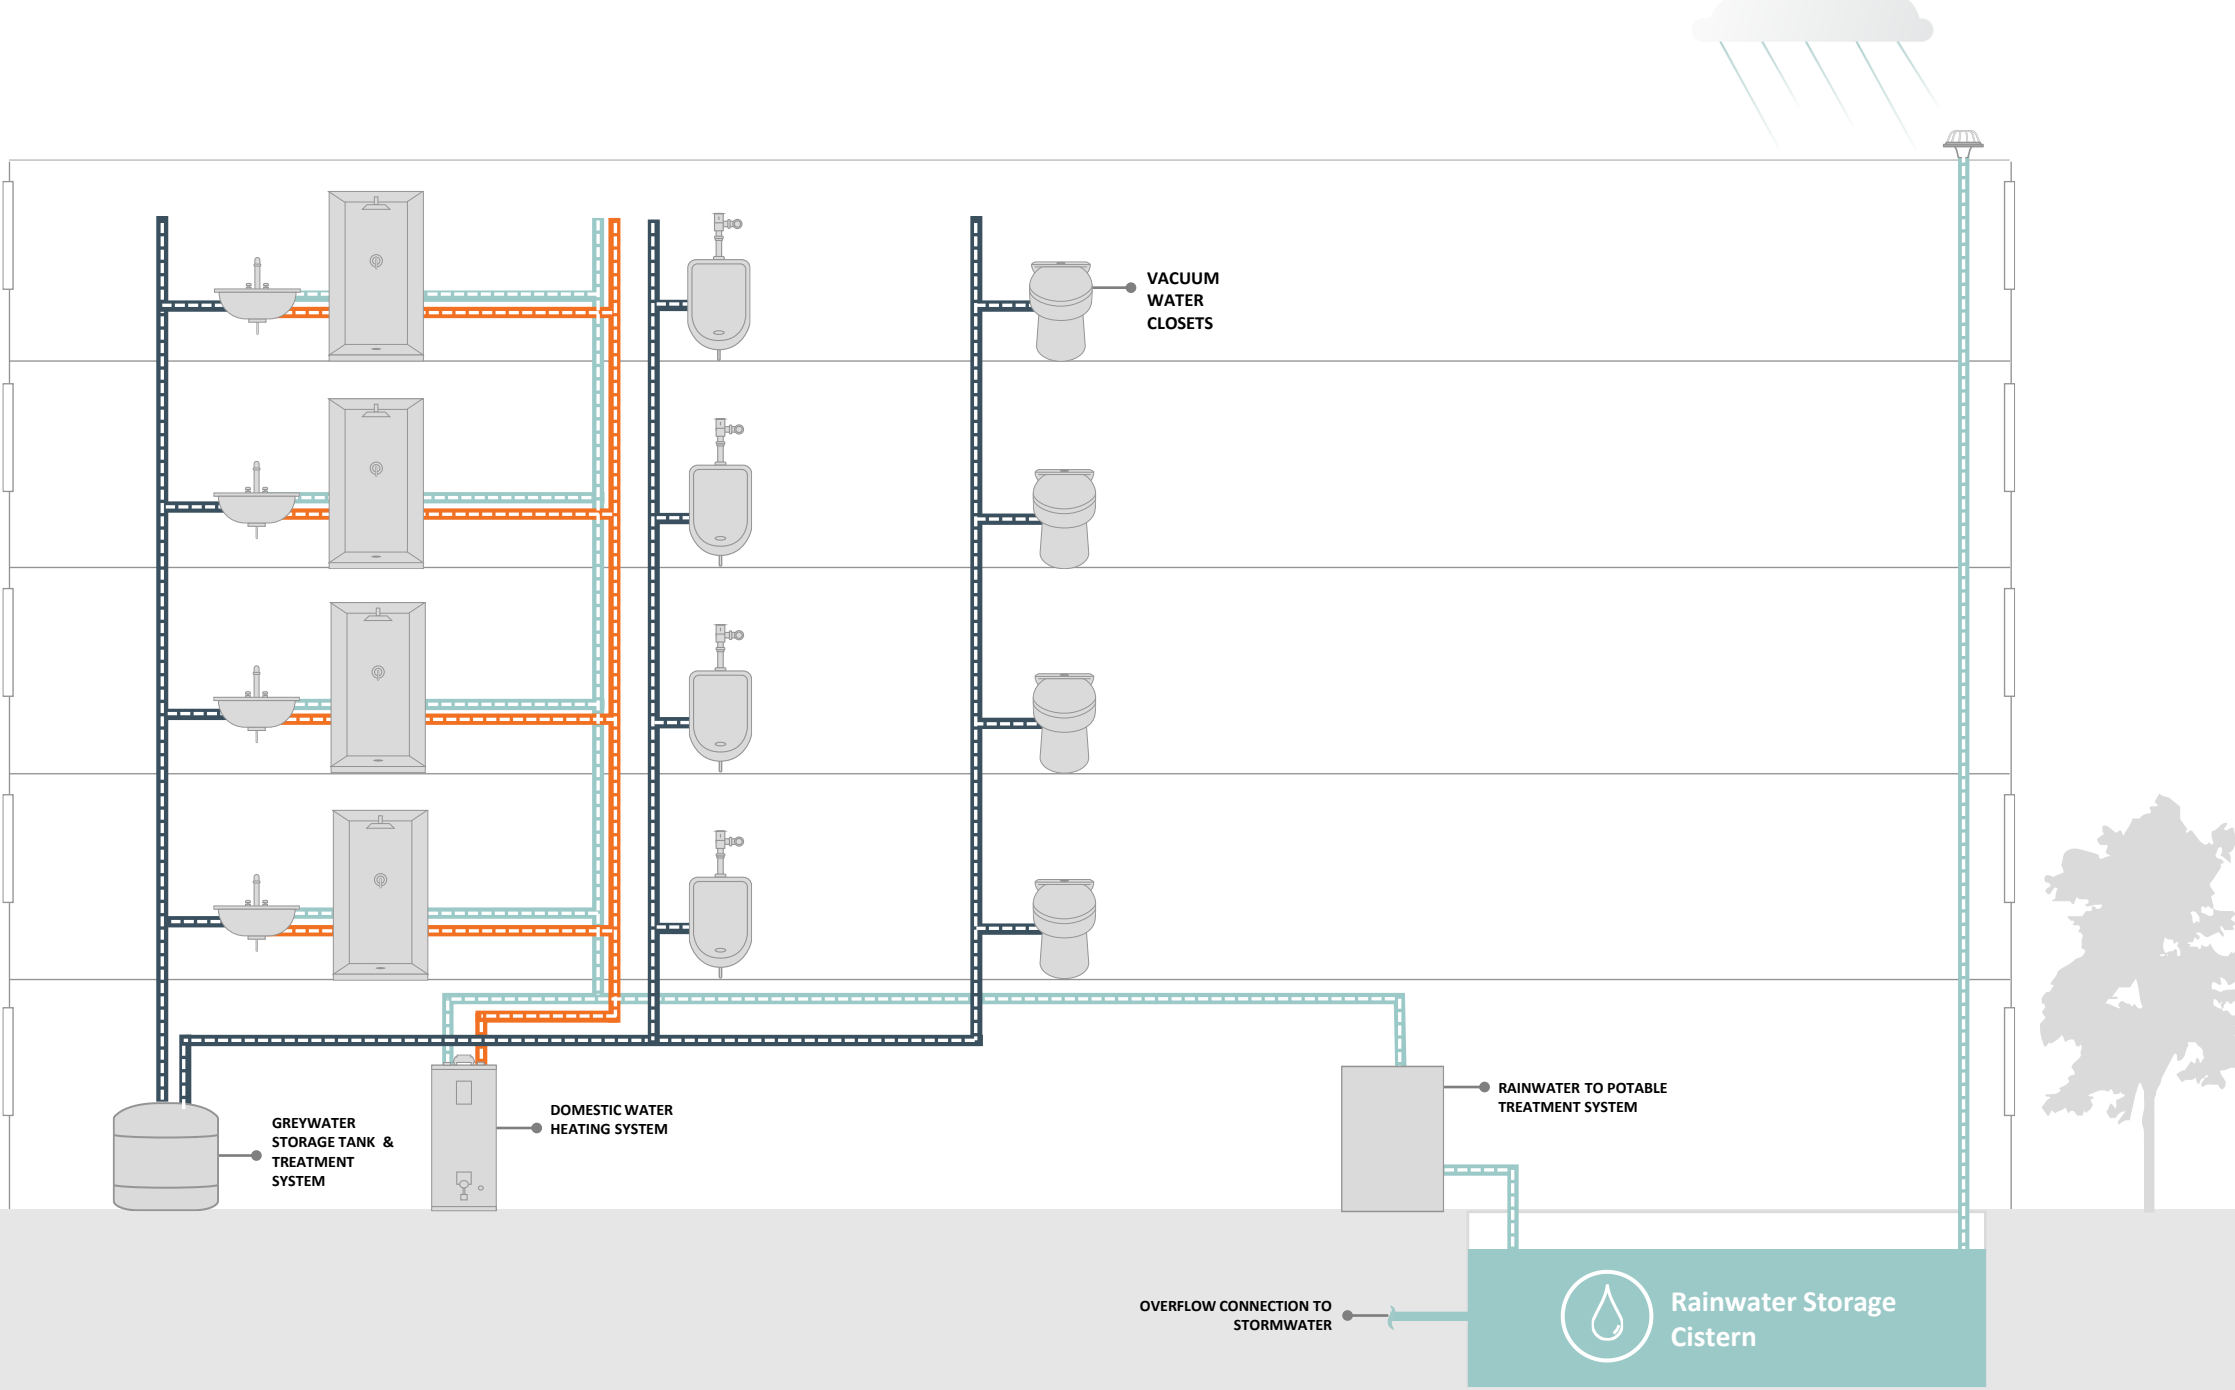 VACUUM
WATER
CLOSETS
RAINWATER TO POTABLE
TREATMENT SYSTEM
DOMESTIC WATER
HEATING SYSTEM
GREYWATER
STORAGE TANK &
TREATMENT
SYSTEM
OVERFLOW CONNECTION TO
STORMWATER
Rainwater Storage
Cistern